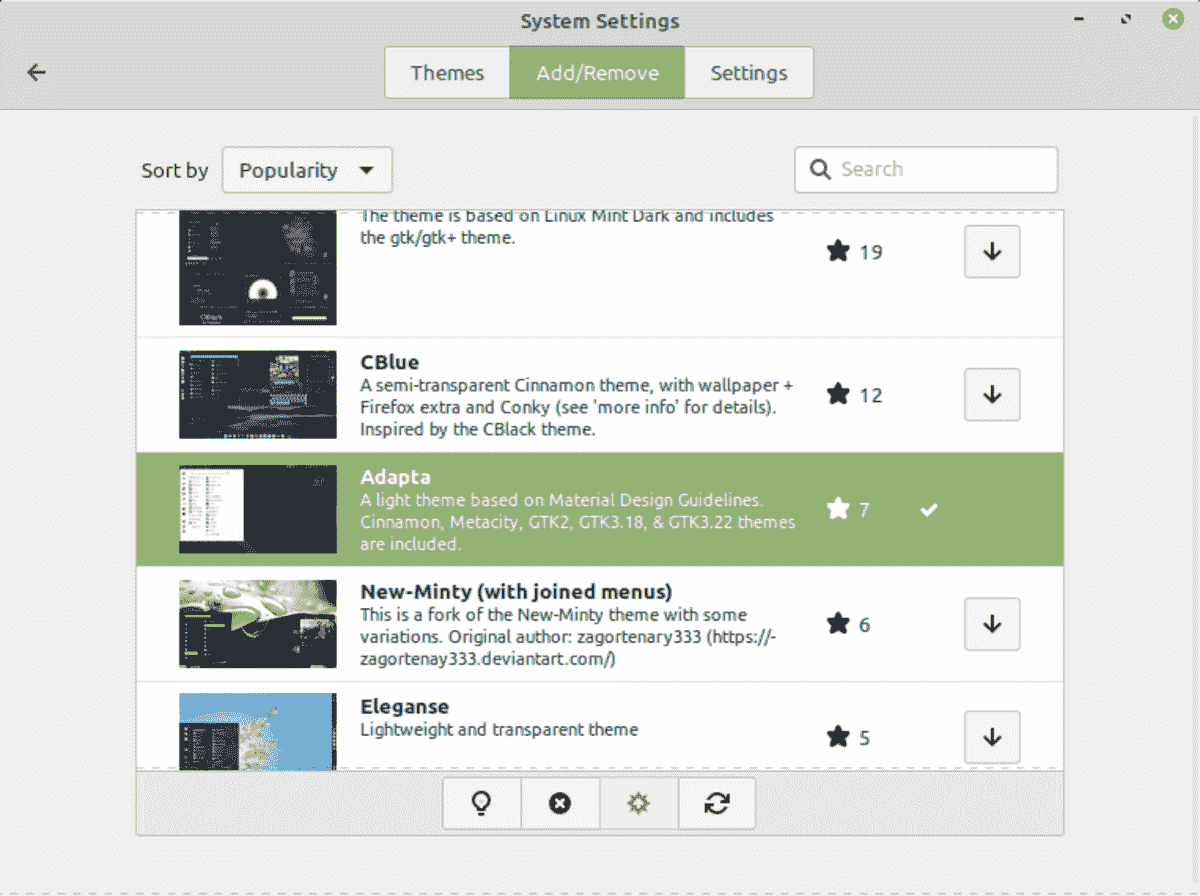 System Settings
Themes
Add/Remove
Settings
Sort by
Popularity
Search
The theme is based on Linux Mint Dark and includes
the gtk/gtk+ theme.
19
CBlue
A semi-transparent Cinnamon theme, with wallpaper +
Firefox extra and Conky (see 'more info' for details).
Inspired by the CBlack theme.
12
Adapta
A light theme based on Material Design Guidelines.
Cinnamon, Metacity, GTK2, GTK3.18, & GTK3.22 themes
are included.
7
New-Minty (with joined menus)
This is a fork of the New-Minty theme with some
variations. Original author: zagortenary333 (https://-
zagortenay333.deviantart.com/)
6
Eleganse
Lightweight and transparent theme
5